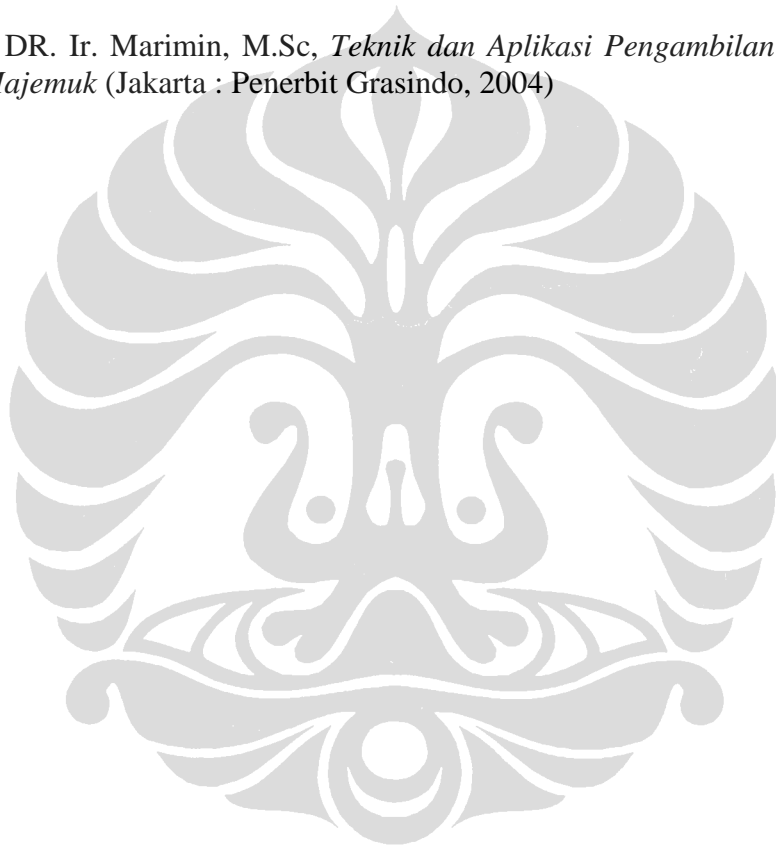 DR. Ir. Marimin, M.Sc, Teknik dan Aplikasi Pengambilan
ajemuk (Jakarta : Penerbit Grasindo, 2004)